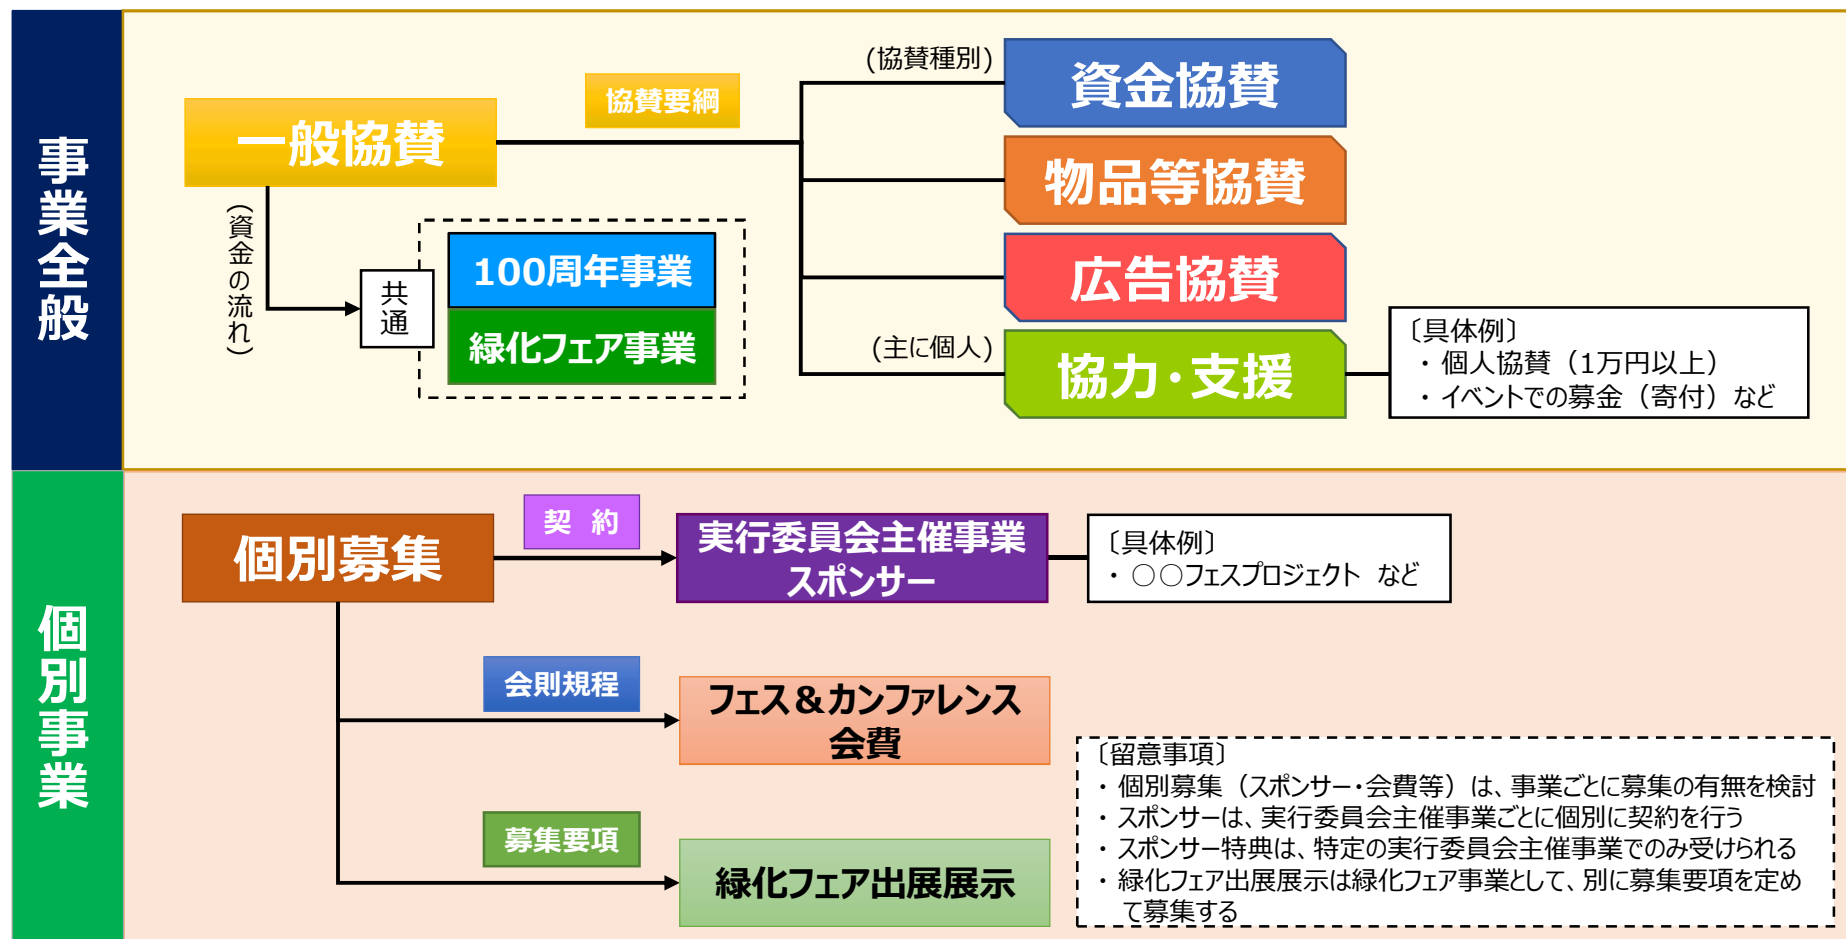 事業全般
一般協賛
協賛要綱
(協賛種別)
資金協賛
物品等協賛
広告協賛
(主に個人)
協力・支援
〔具体例〕
・個人協賛（1万円以上）
・イベントでの募金（寄付）など
（資金の流れ）
共通
100周年事業
緑化フェア事業
個別事業
個別募集
契 約
実行委員会主催事業
スポンサー
〔具体例〕
・○○フェスプロジェクト など
会則規程
フェス＆カンファレンス
会費
募集要項
緑化フェア出展展示
〔留意事項〕
・個別募集（スポンサー・会費等）は、事業ごとに募集の有無を検討
・スポンサーは、実行委員会主催事業ごとに個別に契約を行う
・スポンサー特典は、特定の実行委員会主催事業でのみ受けられる
・緑化フェア出展展示は緑化フェア事業として、別に募集要項を定め
て募集する